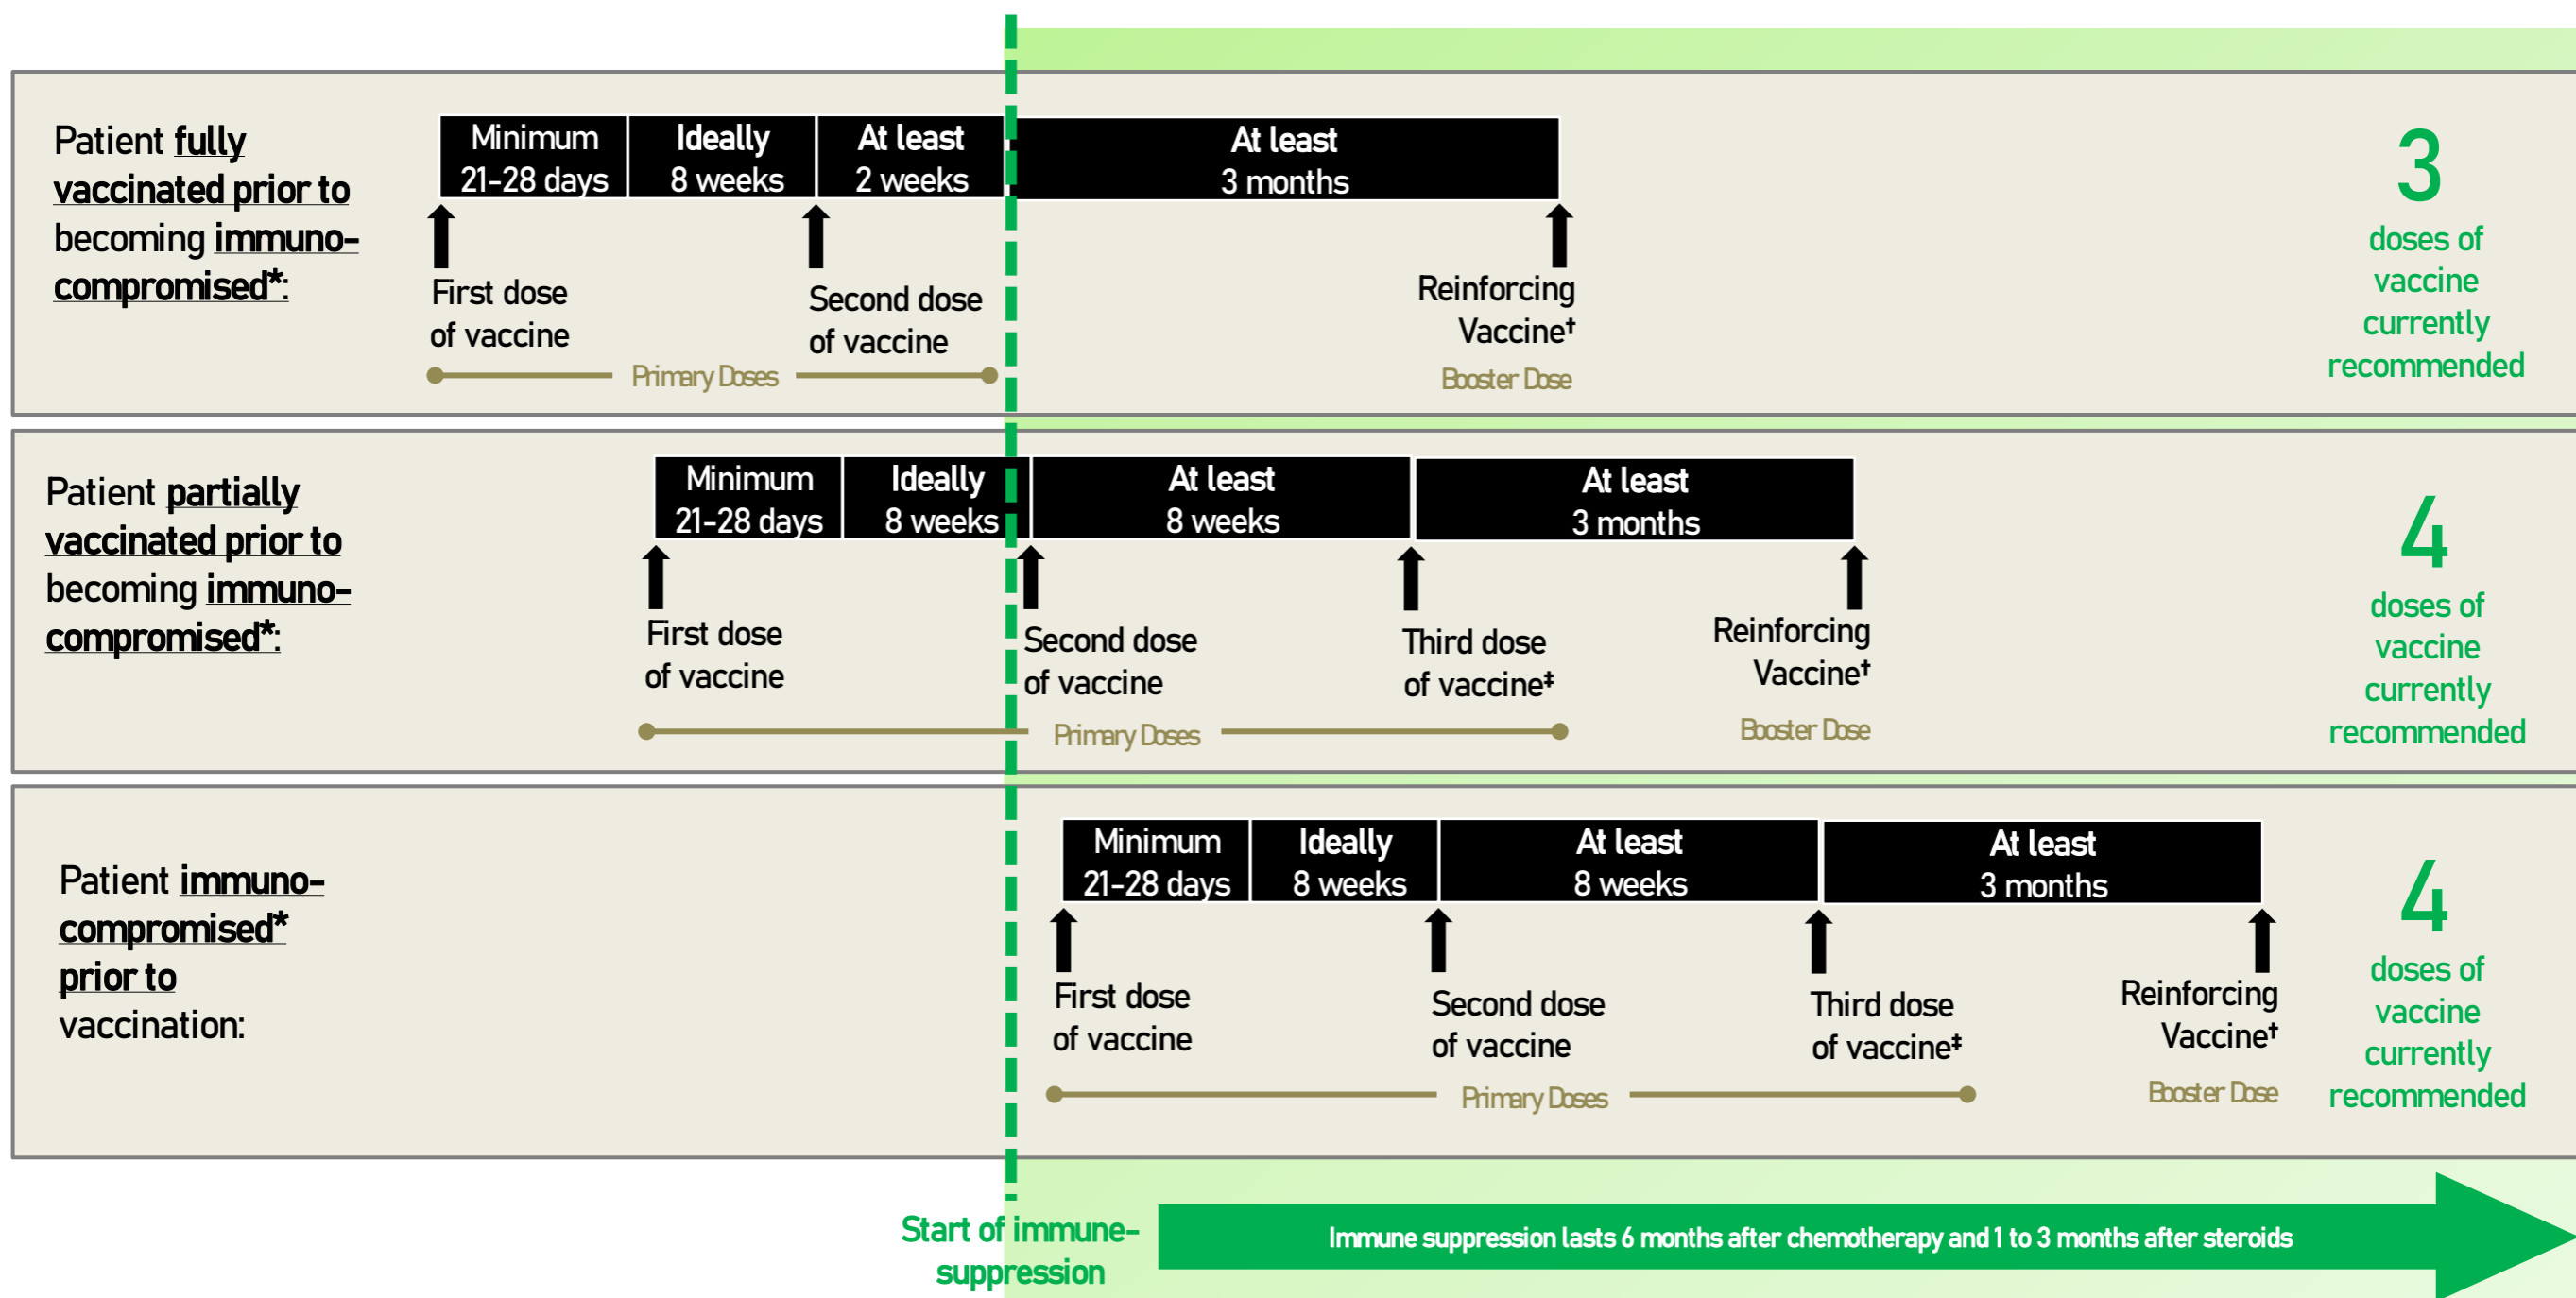 Patient fully
vaccinated prior to
becoming immuno-
compromised*:
Minimum
21-28 days
Ideally
8 weeks
At least
2 weeks
At least
3 months
First dose
of vaccine
Second dose
of vaccine
Reinforcing
Vaccine†
Primary Doses
Booster Dose
3
doses of
vaccine
currently
recommended
Patient partially
vaccinated prior to
becoming immuno-
compromised*:
Minimum
21-28 days
Ideally
8 weeks
At least
8 weeks
At least
3 months
First dose
of vaccine
Second dose
of vaccine
Third dose
of vaccine‡
Reinforcing
Vaccine†
Primary Doses
Booster Dose
4
doses of
vaccine
currently
recommended
Patient immuno-
compromised*
prior to
vaccination:
Minimum
21-28 days
Ideally
8 weeks
At least
8 weeks
At least
3 months
First dose
of vaccine
Second dose
of vaccine
Third dose
of vaccine‡
Reinforcing
Vaccine†
Primary Doses
Booster Dose
4
doses of
vaccine
currently
recommended
Start of immune-
suppression
Immune suppression lasts 6 months after chemotherapy and 1 to 3 months after steroids